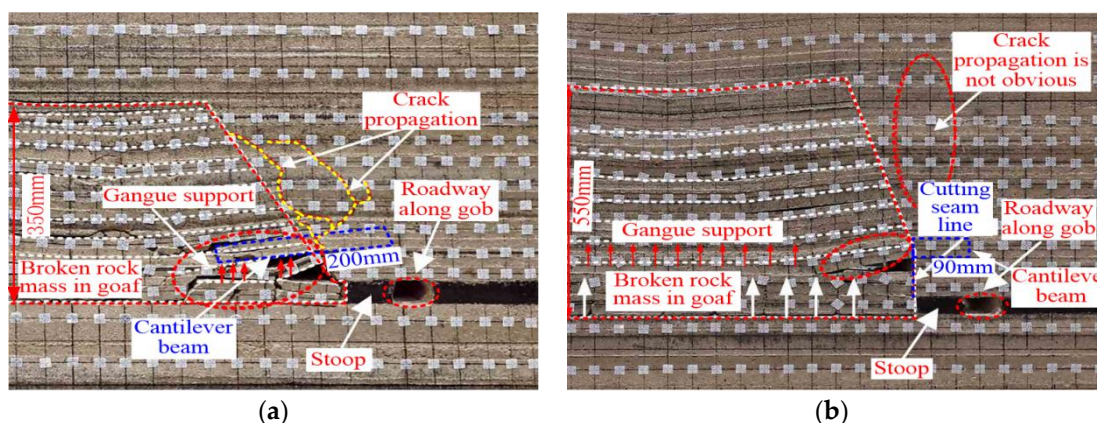 Crack
propagation
Gangue support
Roadway
along gob
350mm
200mm
Broken rock
mass in goaf
Cantilever
beam
Stoop
(a)
Crack
propagation is
not obvious
550mm
Cutting
seam
line
Roadway
along gob
Gangue support
90mm
Broken rock
mass in goaf
Cantilever
beam
Stoop
(b)